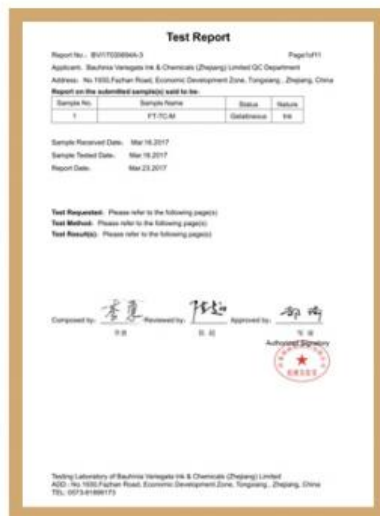 Test Report
Report No.: BV17030694A-3 Page1of11
Applicant: Bauhinia Variegata Ink & Chemicals (Zhejiang) Limited QC Department
Address: No.1930,Fazhan Road, Economic Development Zone, Tongxiang, Zhejiang, China
Report on the submitted sample(s) said to be:
Sample No. Sample Name Status Nature
1 FT-TC-M Gelatinous Ink
Sample Received Date: Mar.16.2017
Sample Tested Date: Mar.16.2017
Report Date: Mar.23.2017
Test Requested: Please refer to the following page(s)
Test Method: Please refer to the following page(s)
Test Result(s): Please refer to the following page(s)
Composed by: Reviewed by: Approved by:
Authorized Signatory
Testing Laboratory of Bauhinia Variegata Ink & Chemicals (Zhejiang) Limited
ADD: No.1930,Fazhan Road, Economic Development Zone, Tongxiang, Zhejiang, China
TEL: 0573-81899173